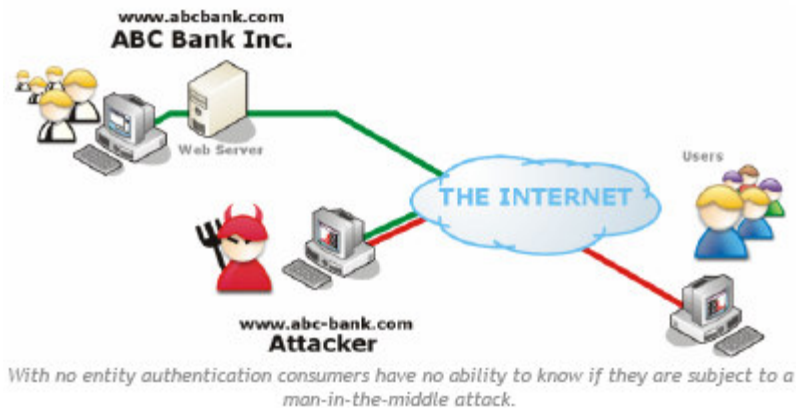 www.abcbank.com
ABC Bank Inc.
Web Server
Users
THE INTERNET
www.abc-bank.com
Attacker
With no entity authentication consumers have no ability to know if they are subject to a
man-in-the-middle attack.